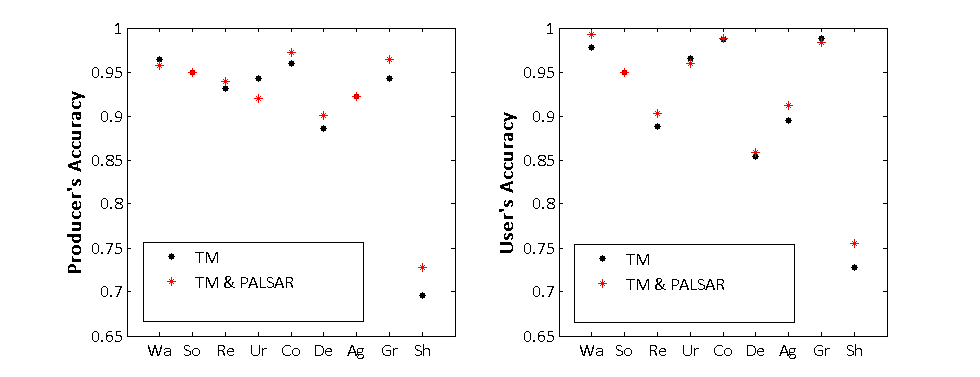 Producer's Accuracy
1
0.95
0.9
0.85
0.8
0.75
0.7
0.65
TM
TM & PALSAR
Wa So Re Ur Co De Ag Gr Sh
User's Accuracy
1
0.95
0.9
0.85
0.8
0.75
0.7
0.65
TM
TM & PALSAR
Wa So Re Ur Co De Ag Gr Sh